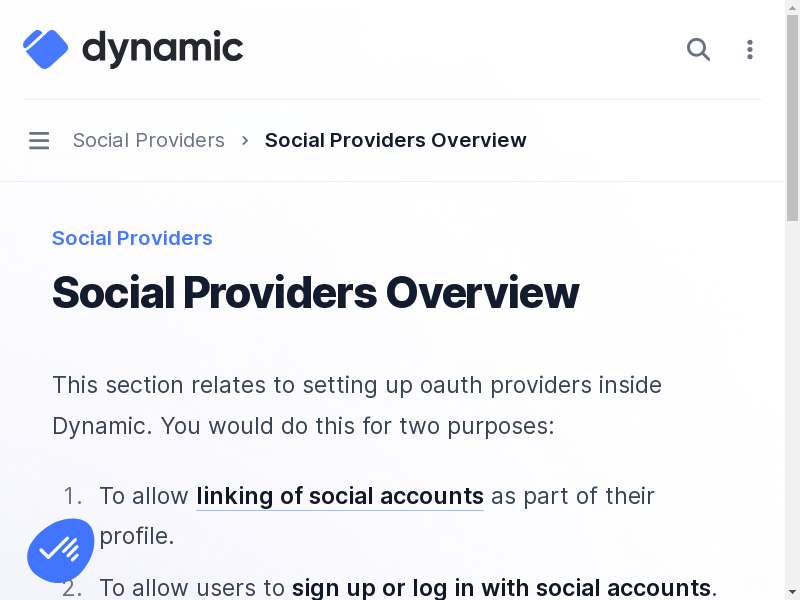 dynamic
Social Providers > Social Providers Overview
Social Providers
Social Providers Overview
This section relates to setting up oauth providers inside
Dynamic. You would do this for two purposes:
1. To allow linking of social accounts as part of their
profile.
2. To allow users to sign up or log in with social accounts.